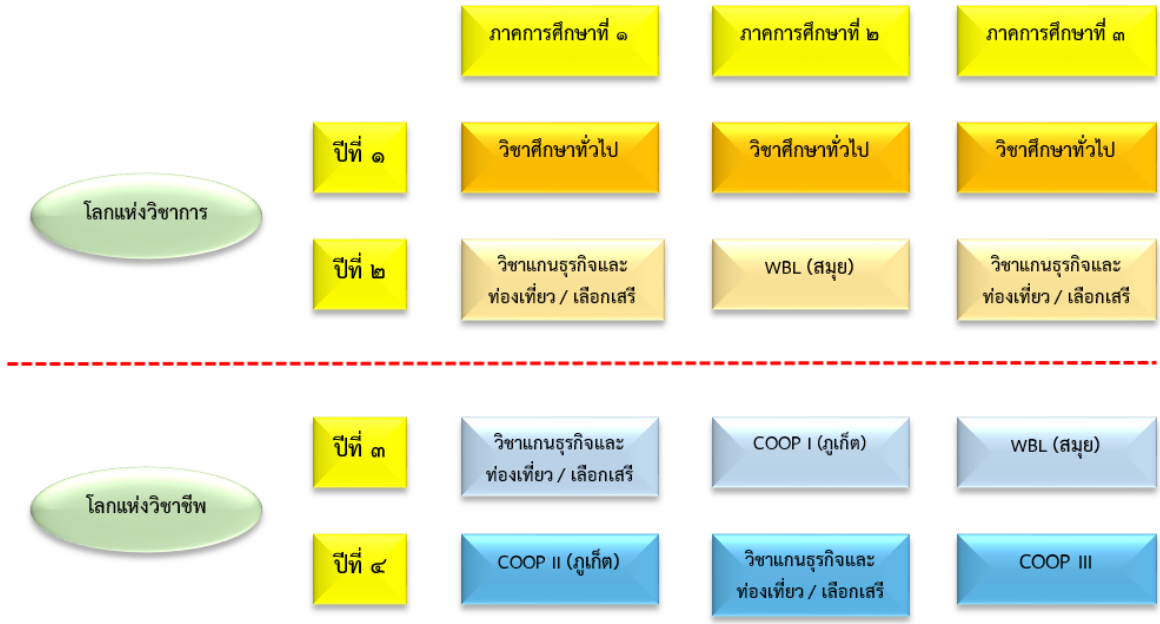 ภาคการศึกษาที่ ๑
ภาคการศึกษาที่ ๒
ภาคการศึกษาที่ ๓
โลกแห่งวิชาการ
ปีที่ ๑
วิชาศึกษาทั่วไป
วิชาศึกษาทั่วไป
วิชาศึกษาทั่วไป
ปีที่ ๒
วิชาแกนธุรกิจและ
ท่องเที่ยว / เลือกเสรี
WBL (สมุย)
วิชาแกนธุรกิจและ
ท่องเที่ยว / เลือกเสรี
โลกแห่งวิชาชีพ
ปีที่ ๓
วิชาแกนธุรกิจและ
ท่องเที่ยว / เลือกเสรี
COOP I (ภูเก็ต)
WBL (สมุย)
ปีที่ ๔
COOP II (ภูเก็ต)
วิชาแกนธุรกิจและ
ท่องเที่ยว / เลือกเสรี
COOP III